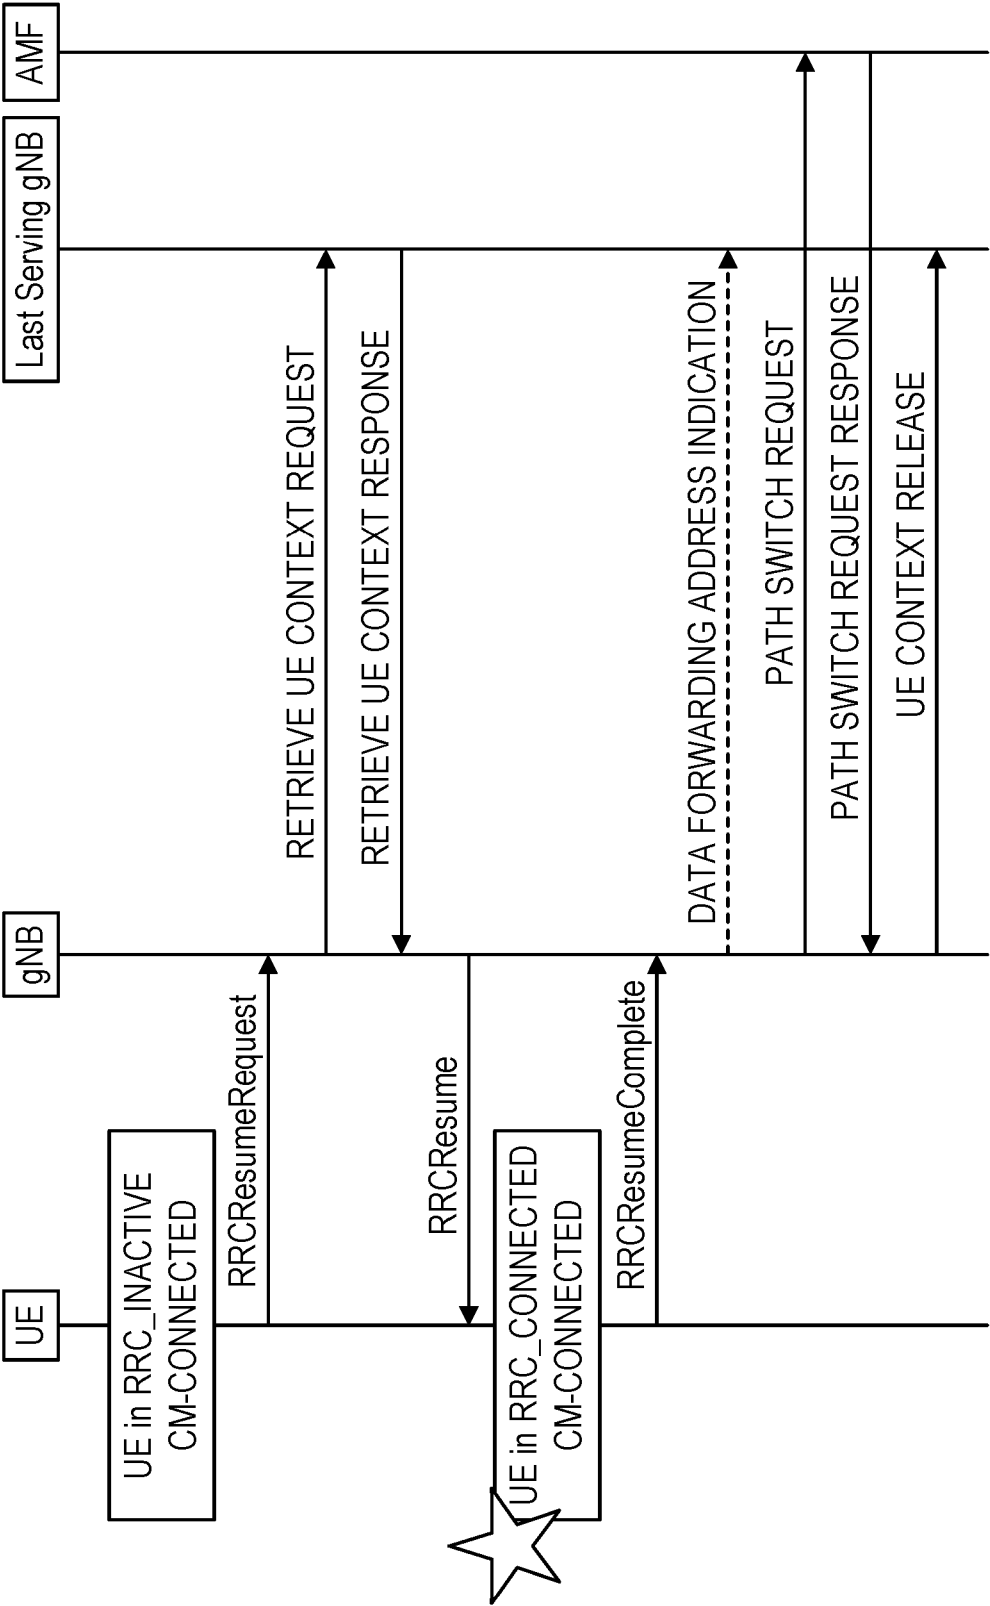 UE
gNB
Last Serving gNB
AMF
UE in RRC_INACTIVE
CM-CONNECTED
RRCResumeRequest
RETRIEVE UE CONTEXT REQUEST
RETRIEVE UE CONTEXT RESPONSE
RRCResume
UE in RRC_CONNECTED
CM-CONNECTED
RRCResumeComplete
DATA FORWARDING ADDRESS INDICATION
PATH SWITCH REQUEST
PATH SWITCH REQUEST RESPONSE
UE CONTEXT RELEASE